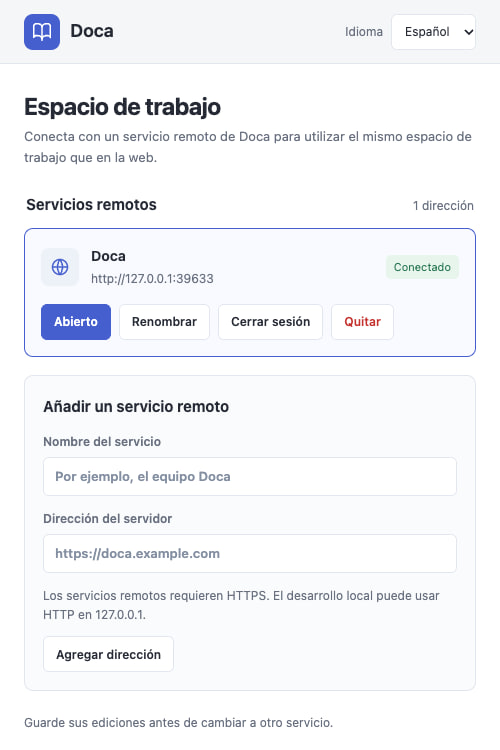 Doca
Idioma
Español
Espacio de trabajo
Conecta con un servicio remoto de Doca para utilizar el mismo espacio de
trabajo que en la web.
Servicios remotos
1 dirección
Doca
http://127.0.0.1:39633
Conectado
Abierto
Renombrar
Cerrar sesión
Quitar
Añadir un servicio remoto
Nombre del servicio
Por ejemplo, el equipo Doca
Dirección del servidor
https://doca.example.com
Los servicios remotos requieren HTTPS. El desarrollo local puede usar
HTTP en 127.0.0.1.
Agregar dirección
Guarde sus ediciones antes de cambiar a otro servicio.